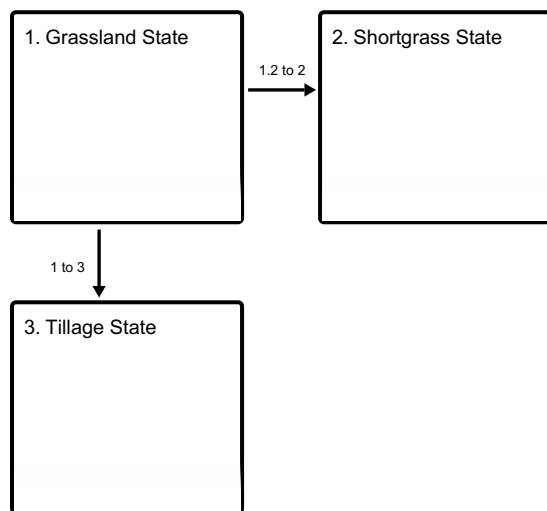 1. Grassland State
2. Shortgrass State
1.2 to 2
1 to 3
3. Tillage State